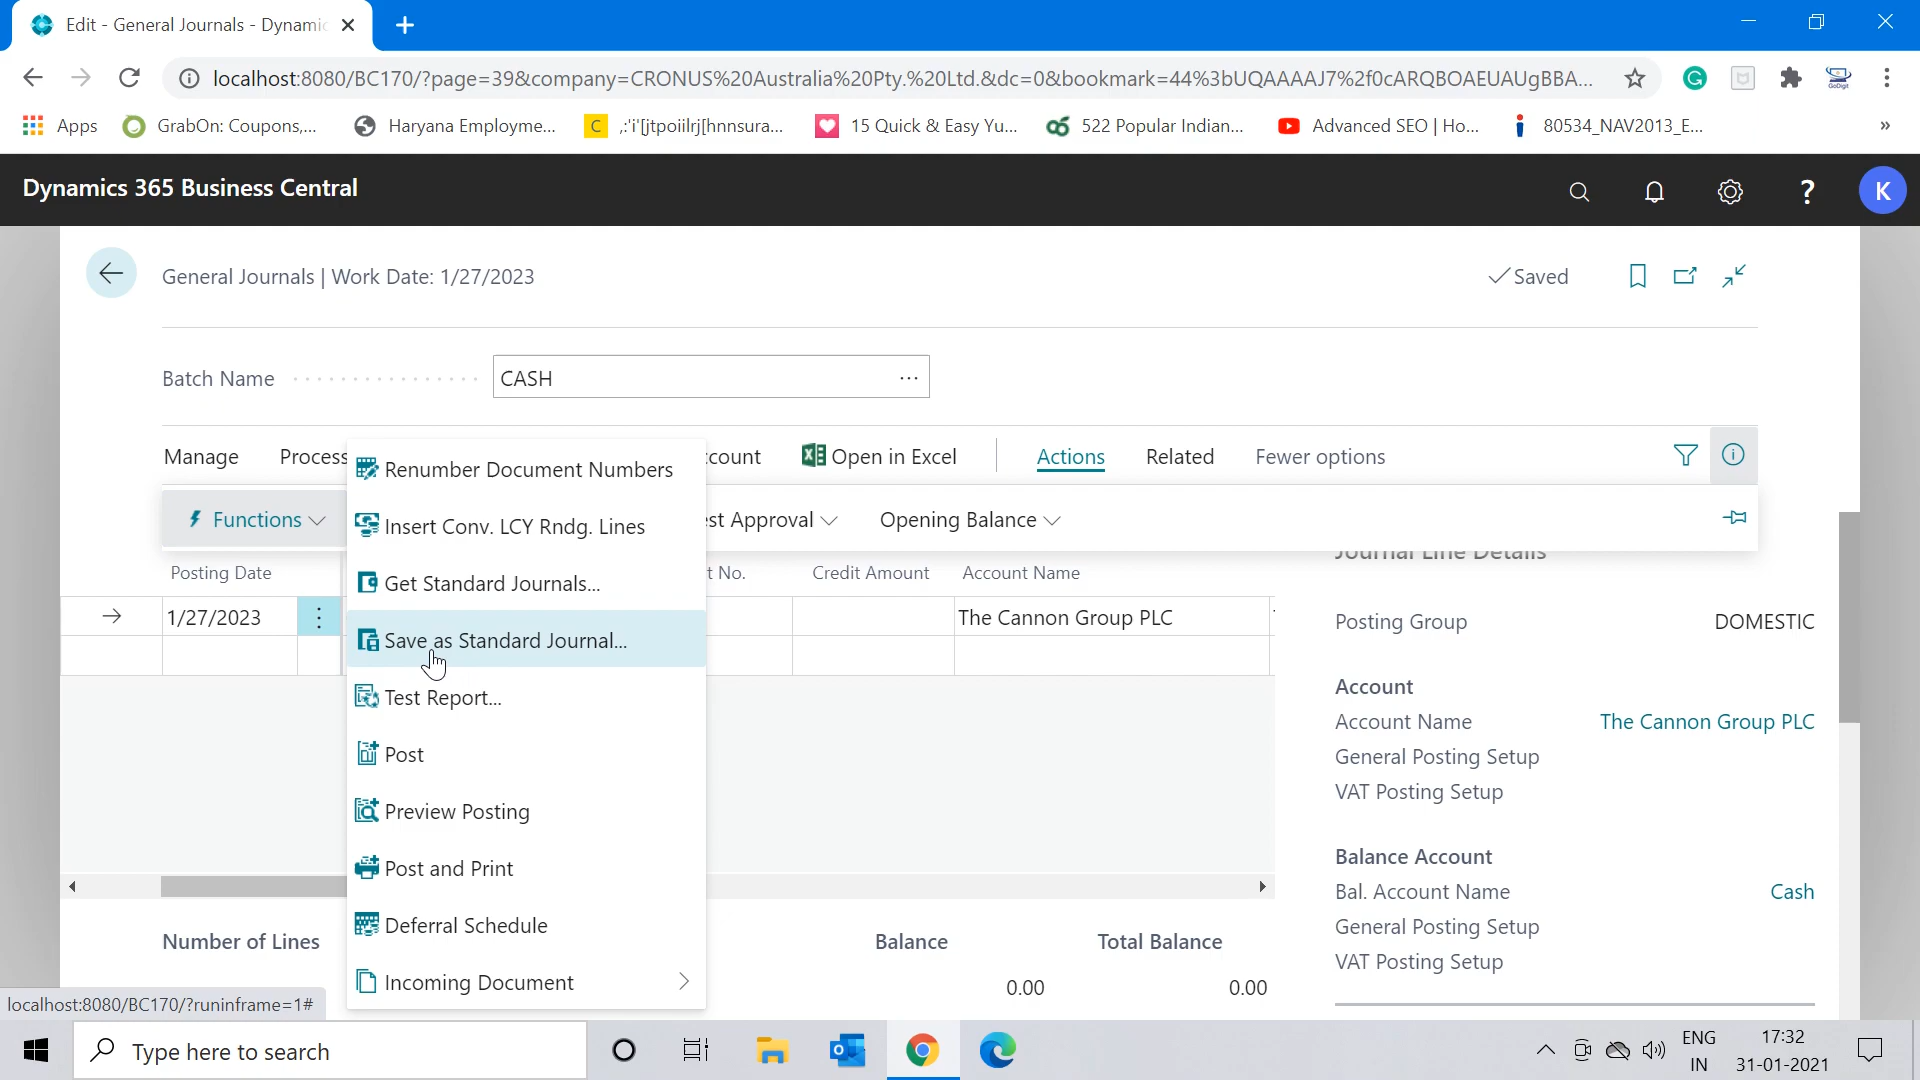 Edit - General Journals - Dynamic
localhost:8080/BC170/?page=39&company=CRONUS%20Australia%20Pty.%20Ltd.&dc=0&bookmark=44%3bUQAAAAJ7%2f0cARQBOAEUAUgBBA...
Apps
GrabOn: Coupons,...
Haryana Employme...
,:'i'[jtpoiilrj[hnnsura...
15 Quick & Easy Yu...
522 Popular Indian...
Advanced SEO | Ho...
80534_NAV2013_E...
»
Dynamics 365 Business Central
?
K
General Journals | Work Date: 1/27/2023
Saved
Batch Name
CASH
...
Manage
Process
ccount
Open in Excel
Actions
Related
Fewer options
Functions
est Approval
Opening Balance
Renumber Document Numbers
Insert Conv. LCY Rndg. Lines
Get Standard Journals...
Save as Standard Journal...
Test Report...
Post
Preview Posting
Post and Print
Deferral Schedule
Incoming Document
Posting Date
t No.
Credit Amount
Account Name
1/27/2023
The Cannon Group PLC
Journal Line Details
Posting Group
DOMESTIC
Account
Account Name
The Cannon Group PLC
General Posting Setup
VAT Posting Setup
Balance Account
Bal. Account Name
Cash
General Posting Setup
VAT Posting Setup
Number of Lines
Balance
Total Balance
0.00
0.00
localhost:8080/BC170/?runinframe=1#
Type here to search
ENG
IN
17:32
31-01-2021